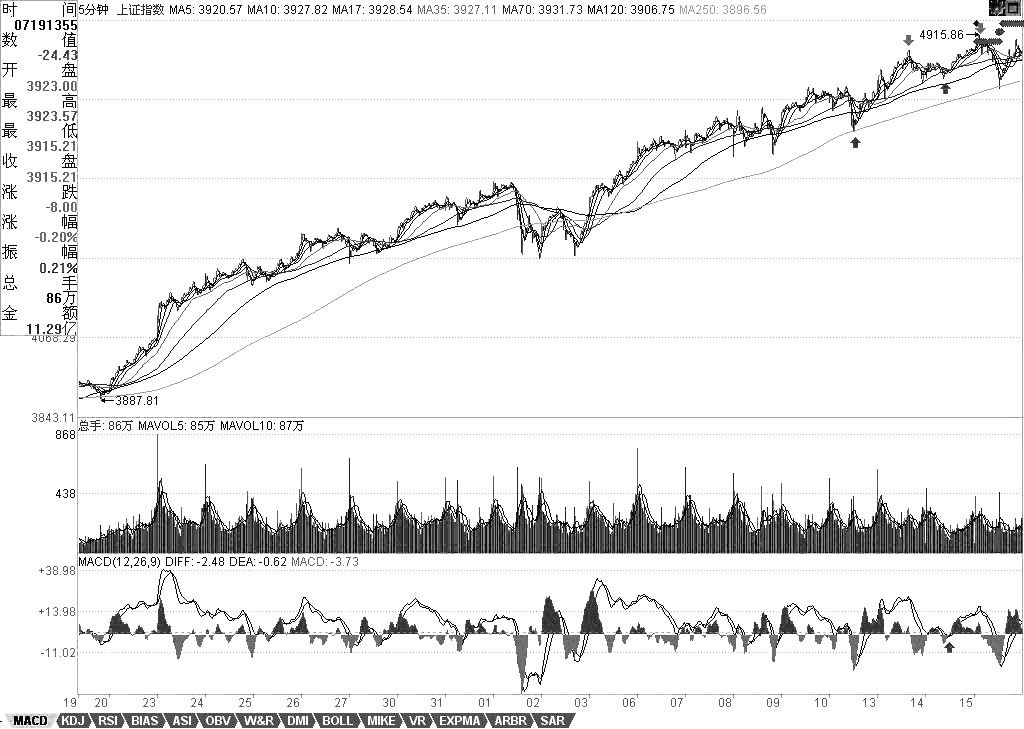 5分钟 上证指数 MA5: 3920.57 MA10: 3927.82 MA17: 3928.54 MA35: 3927.11 MA70: 3931.73 MA120: 3906.75 MA250: 3896.56
时 间
07191355
数 值
-24.43
开 盘
3923.00
最 高
3923.57
最 低
3915.21
收 盘
3915.21
涨 跌
-8.00
涨 幅
-0.20%
振 幅
0.21%
总 手
86万
金 额
11.29亿
4068.29
3843.11
4915.86
3887.81
总手: 86万 MAVOL5: 85万 MAVOL10: 87万
868
438
MACD(12,26,9) DIFF: -2.48 DEA: -0.62 MACD: -3.73
+38.98
+13.98
-11.02
19 20 23 24 25 26 27 30 31 01 02 03 06 07 08 09 10 13 14 15
MACD KDJ RSI BIAS ASI OBV W&R DMI BOLL MIKE VR EXPMA ARBR SAR